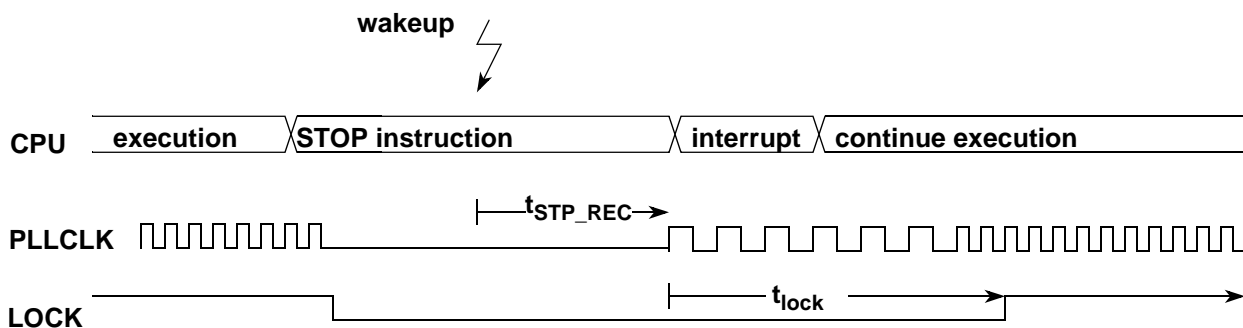 wakeup
CPU execution STOP instruction interrupt continue execution
tSTP_REC
PLLCLK
tlock
LOCK